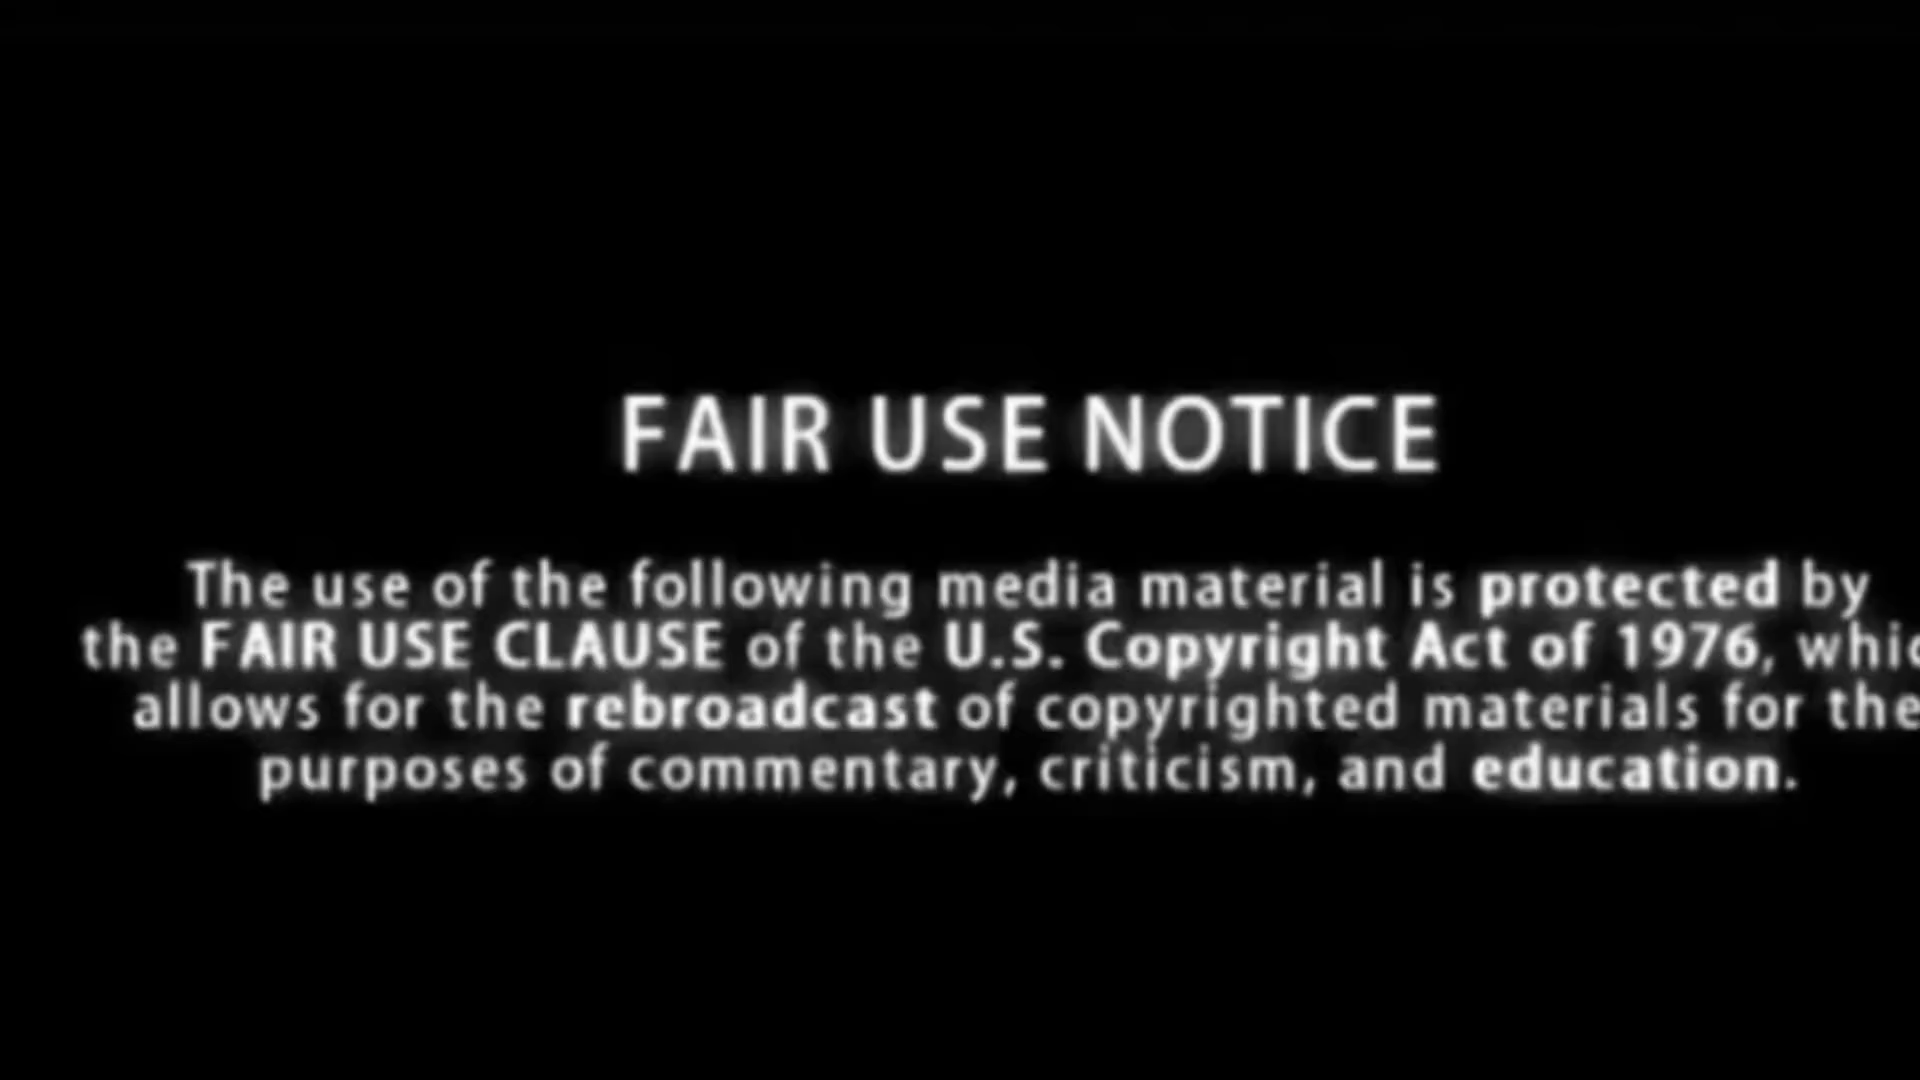 FAIR USE NOTICE
The use of the following media material is protected by
the FAIR USE CLAUSE of the U.S. Copyright Act of 1976, whic
allows for the rebroadcast of copyrighted materials for the
purposes of commentary, criticism, and education.